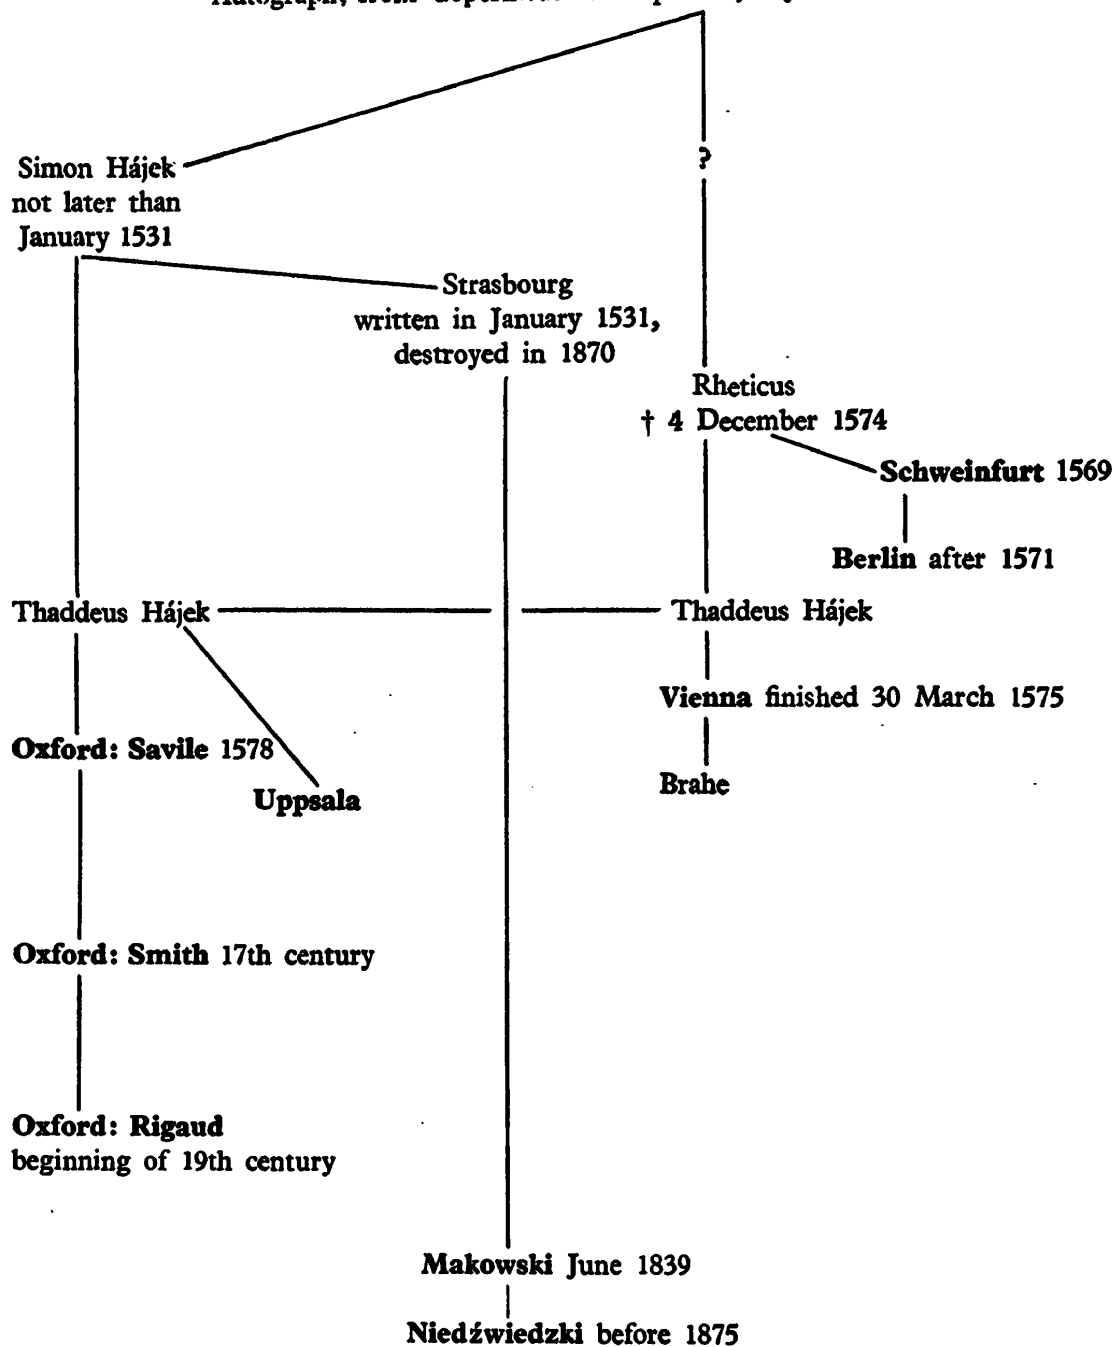 Simon Hájek
not later than
January 1531
?
Strasbourg
written in January 1531,
destroyed in 1870
Rheticus
† 4 December 1574
Schweinfurt 1569
Berlin after 1571
Thaddeus Hájek
Thaddeus Hájek
Vienna finished 30 March 1575
Oxford: Savile 1578
Brahe
Uppsala
Oxford: Smith 17th century
Oxford: Rigaud
beginning of 19th century
Makowski June 1839
Niedźwiedzki before 1875